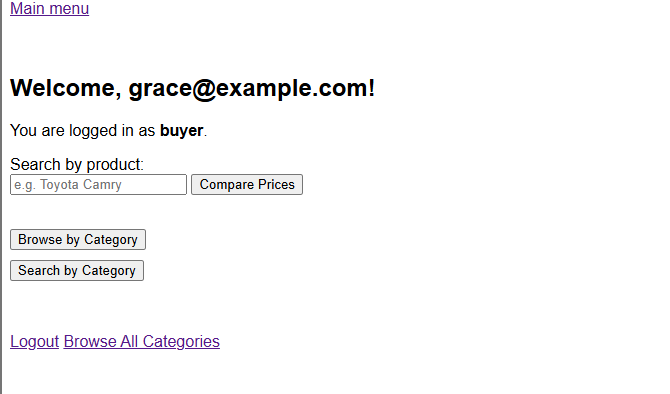 Main menu
Welcome, grace@example.com!
You are logged in as buyer.
Search by product:
e.g. Toyota Camry Compare Prices
Browse by Category
Search by Category
Logout Browse All Categories